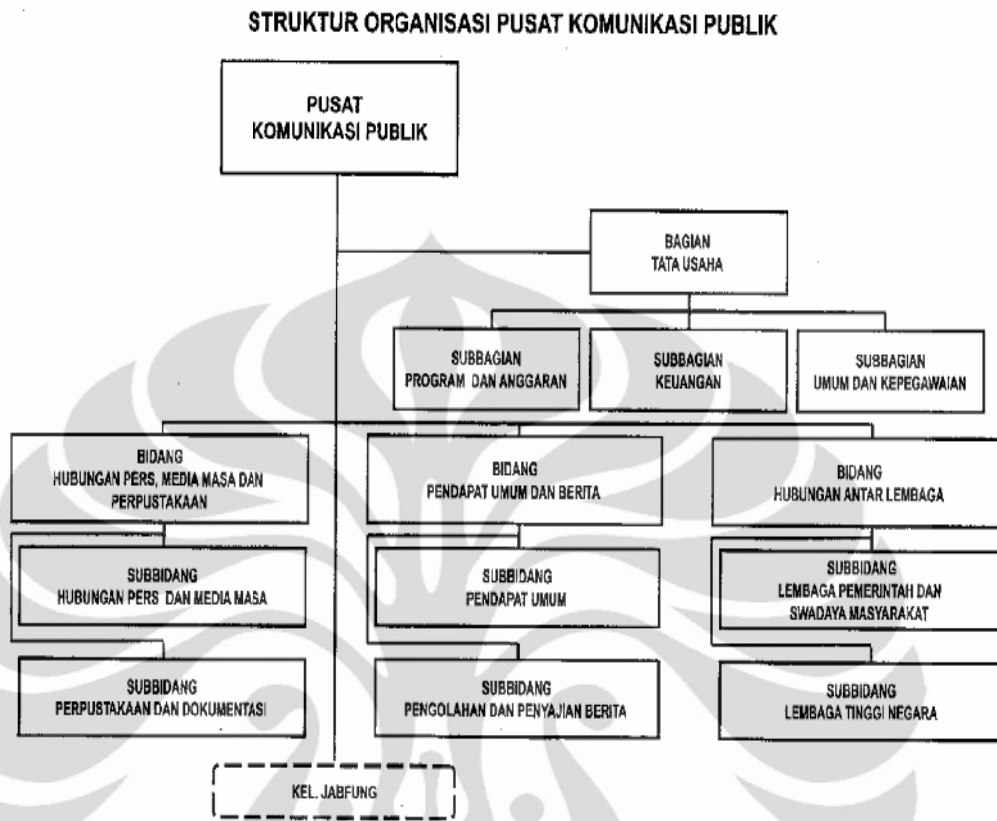 STRUKTUR ORGANISASI PUSAT KOMUNIKASI PUBLIK
PUSAT
KOMUNIKASI PUBLIK
BAGIAN
TATA USAHA
SUBBAGIAN
PROGRAM DAN ANGGARAN
SUBBAGIAN
KEUANGAN
SUBBAGIAN
UMUM DAN KEPEGAWAIAN
BIDANG
HUBUNGAN PERS, MEDIA MASA DAN
PERPUSTAKAAN
BIDANG
PENDAPAT UMUM DAN BERITA
BIDANG
HUBUNGAN ANTAR LEMBAGA
SUBBIDANG
HUBUNGAN PERS DAN MEDIA MASA
SUBBIDANG
PENDAPAT UMUM
SUBBIDANG
LEMBAGA PEMERINTAH DAN
SWADAYA MASYARAKAT
SUBBIDANG
PERPUSTAKAAN DAN DOKUMENTASI
SUBBIDANG
PENGOLAHAN DAN PENYAJIAN BERITA
SUBBIDANG
LEMBAGA TINGGI NEGARA
KEL. JABFUNG